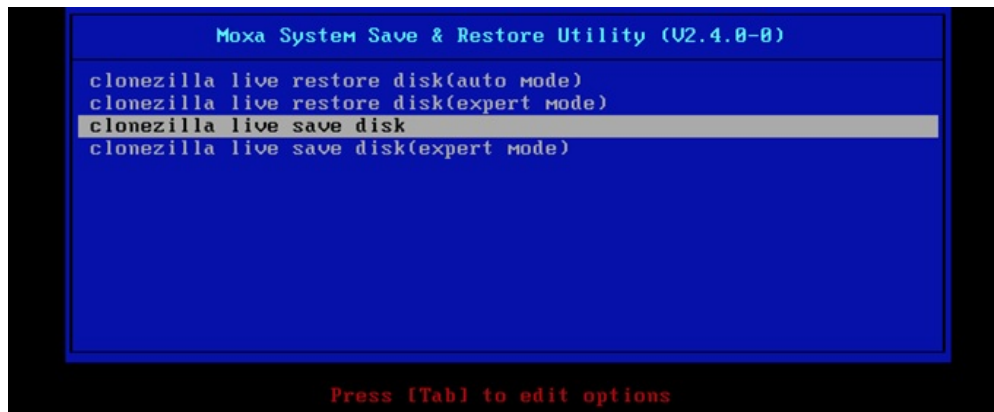 Moxa System Save & Restore Utility (V2.4.0-0)
clonezilla live restore disk(auto mode)
clonezilla live restore disk(expert mode)
clonezilla live save disk
clonezilla live save disk(expert mode)
Press [Tab] to edit options